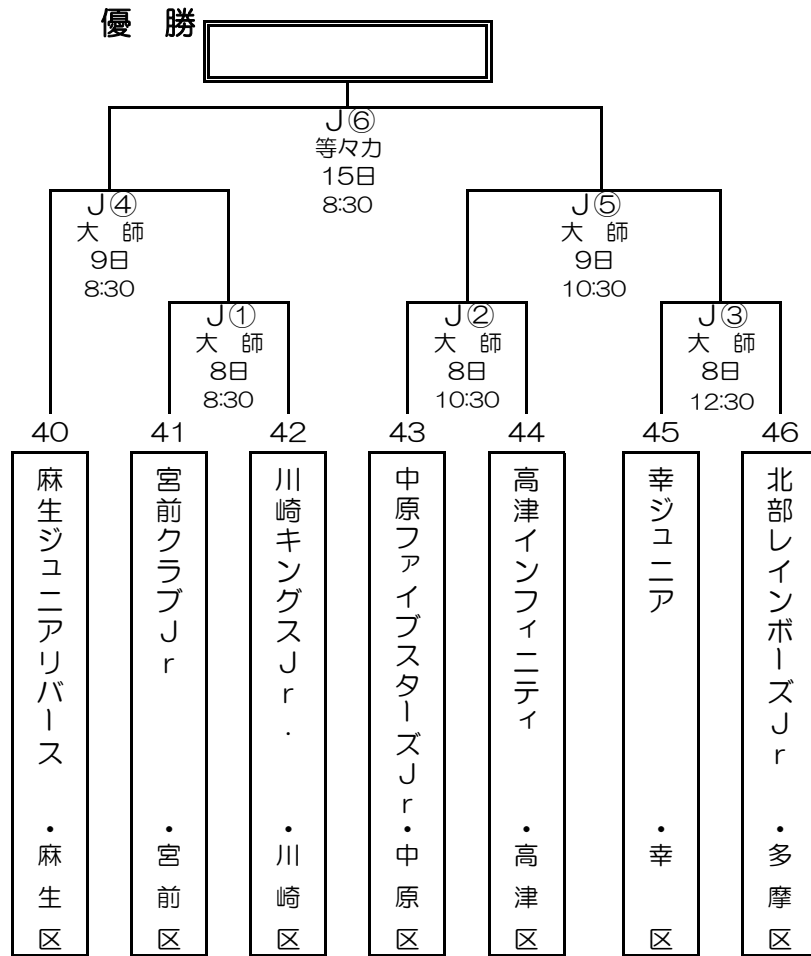 優　勝
J⑥
等々力
15日
8:30
J④
大　師
9日
8:30
J⑤
大　師
9日
10:30
J①
大　師
8日
8:30
J②
大　師
8日
10:30
J③
大　師
8日
12:30
40
41
42
43
44
45
46
麻生ジュニアリバース・麻生区
宮前クラブJr・宮前区
川崎キングスJr.・川崎区
中原ファイブスターズJr・中原区
高津インフィニティ・高津区
幸ジュニア・幸　区
北部レインボーズJr・多摩区